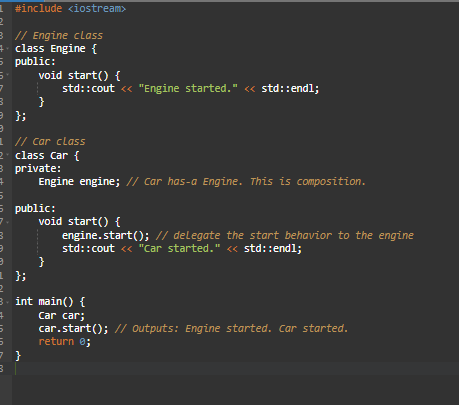 #include <iostream>
// Engine class
class Engine {
public:
    void start() {
        std::cout << "Engine started." << std::endl;
    }
};
// Car class
class Car {
private:
    Engine engine; // Car has-a Engine. This is composition.
public:
    void start() {
        engine.start(); // delegate the start behavior to the engine
        std::cout << "Car started." << std::endl;
    }
};
int main() {
    Car car;
    car.start(); // Outputs: Engine started. Car started.
    return 0;
}